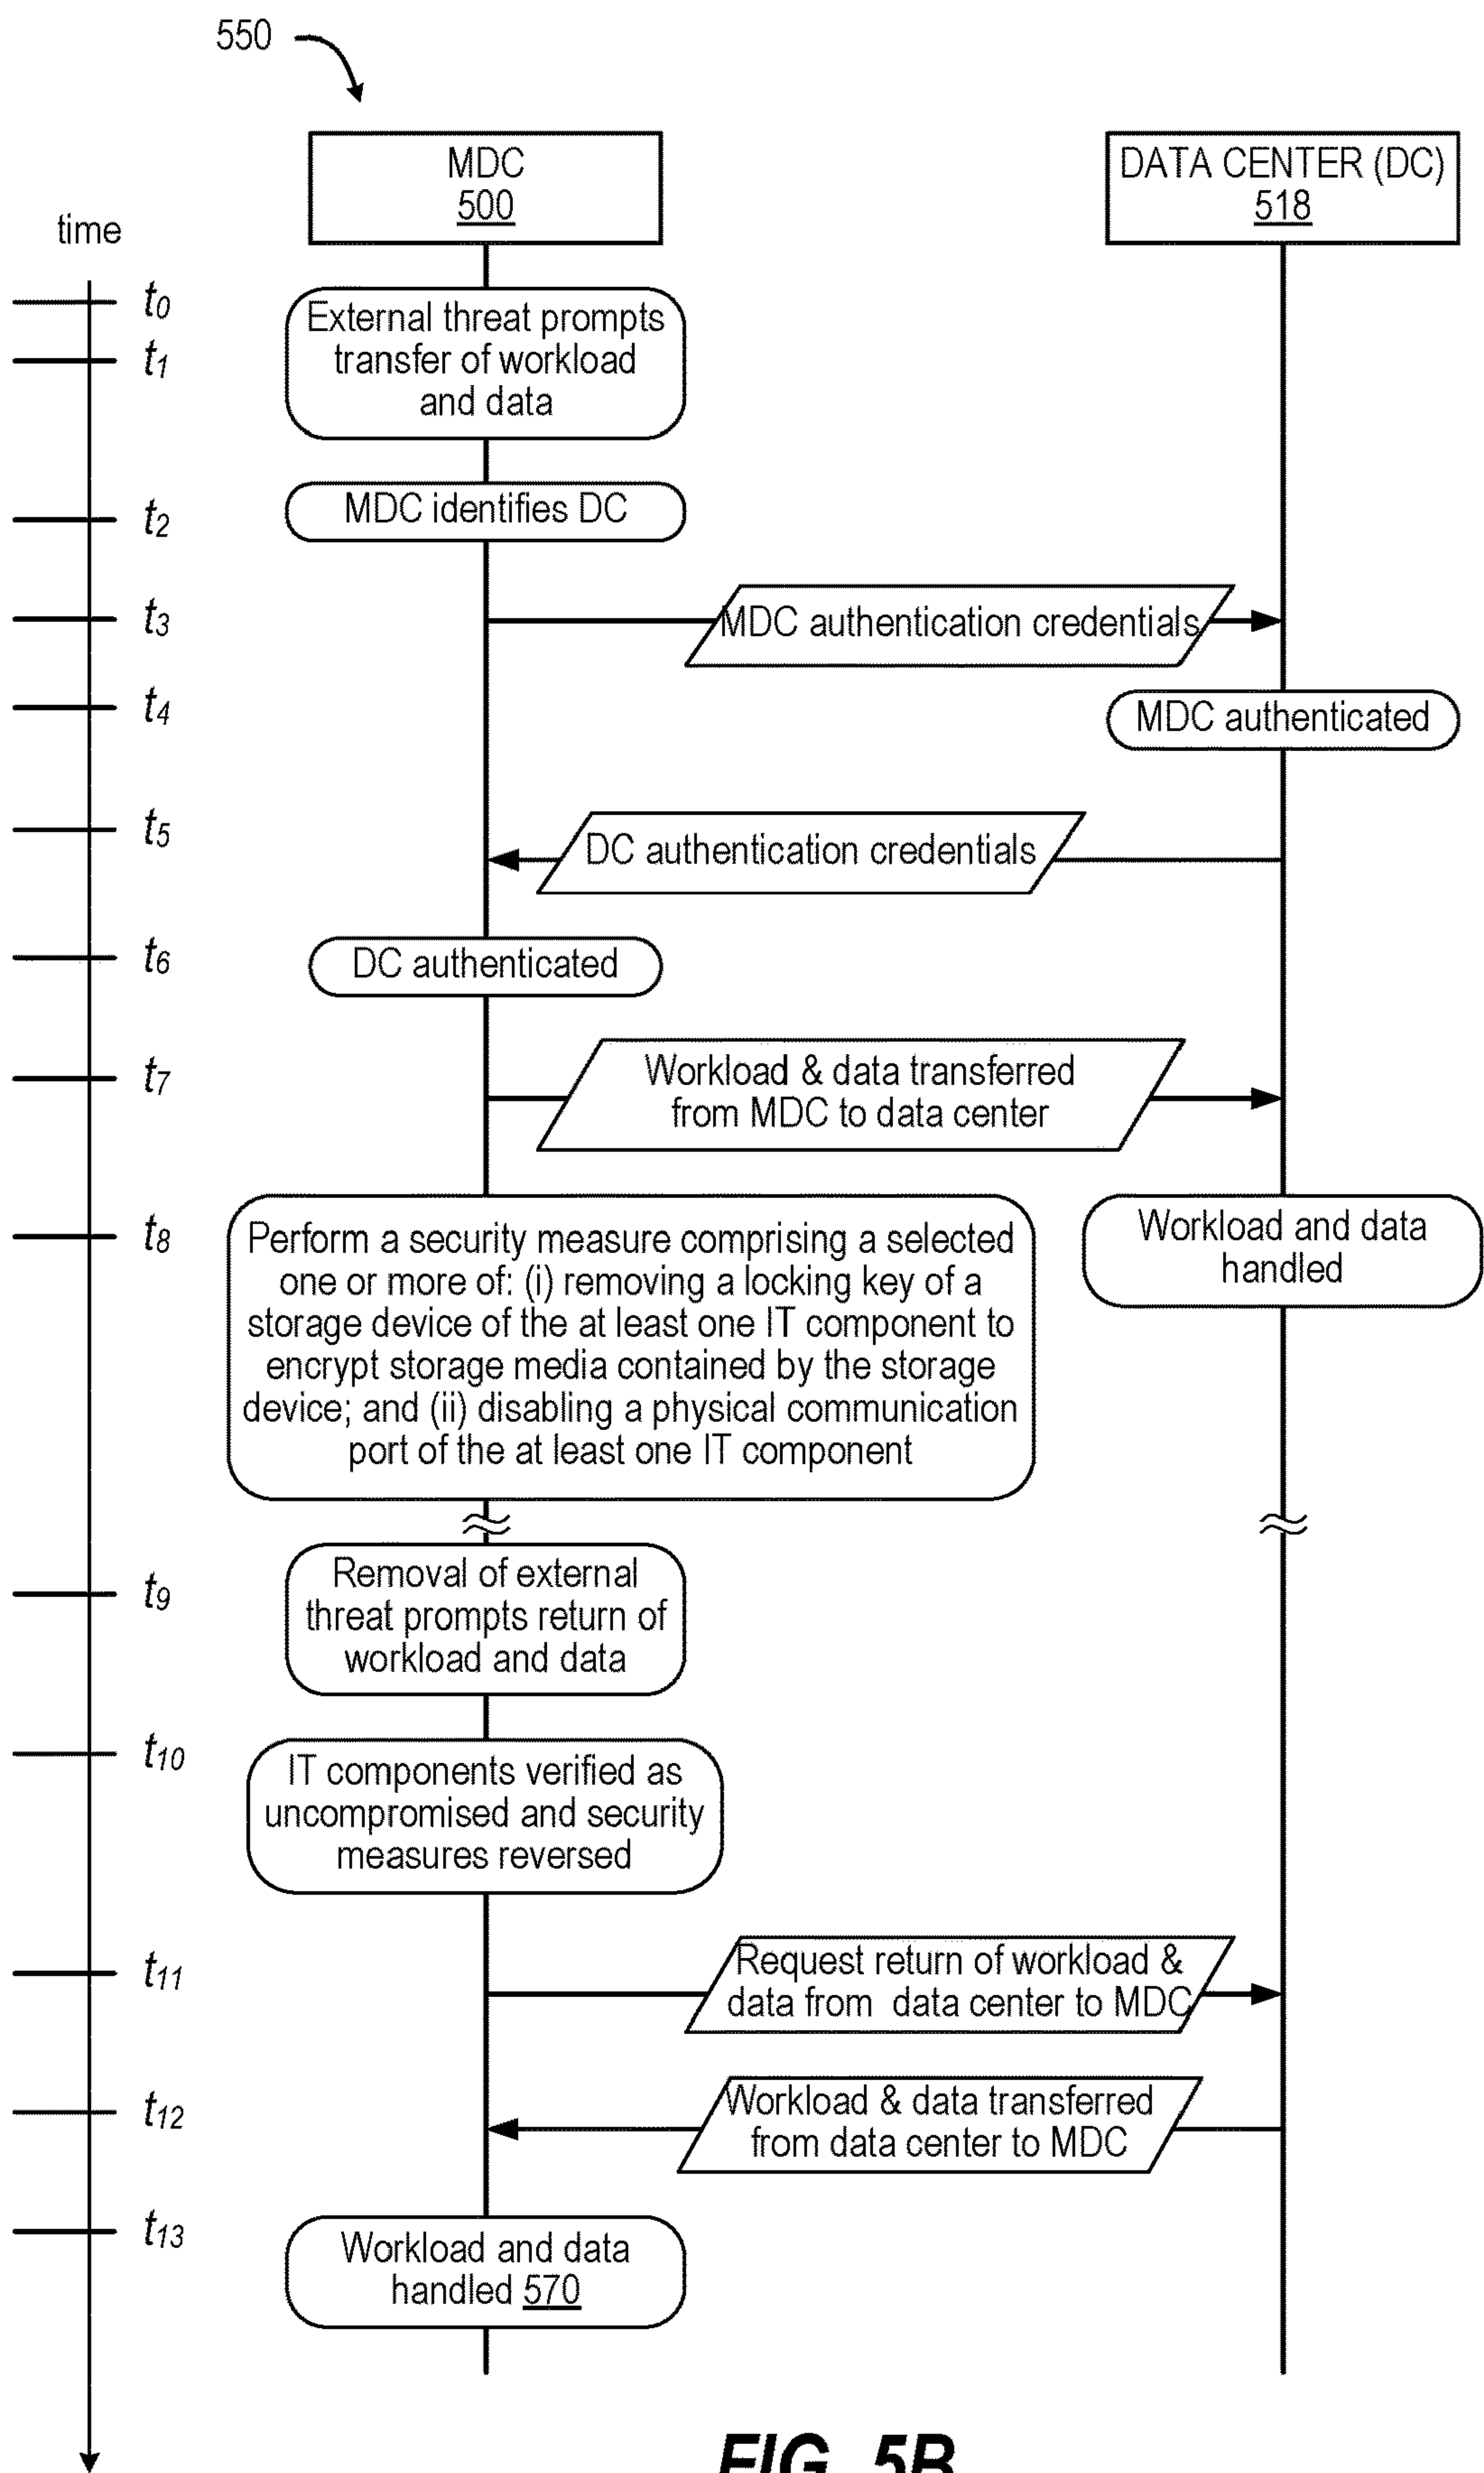 550
MDC
500
DATA CENTER (DC)
518
time
t0
External threat prompts
transfer of workload
and data
t1
MDC identifies DC
t2
t3
MDC authentication credentials
t4
MDC authenticated
t5
DC authentication credentials
t6
DC authenticated
t7
Workload & data transferred
from MDC to data center
t8
Perform a security measure comprising a selected
one or more of: (i) removing a locking key of a
storage device of the at least one IT component to
encrypt storage media contained by the storage
device; and (ii) disabling a physical communication
port of the at least one IT component
Workload and data
handled
t9
Removal of external
threat prompts return of
workload and data
t10
IT components verified as
uncompromised and security
measures reversed
t11
Request return of workload &
data from data center to MDC
t12
Workload & data transferred
from data center to MDC
t13
Workload and data
handled 570
FIG. 5B